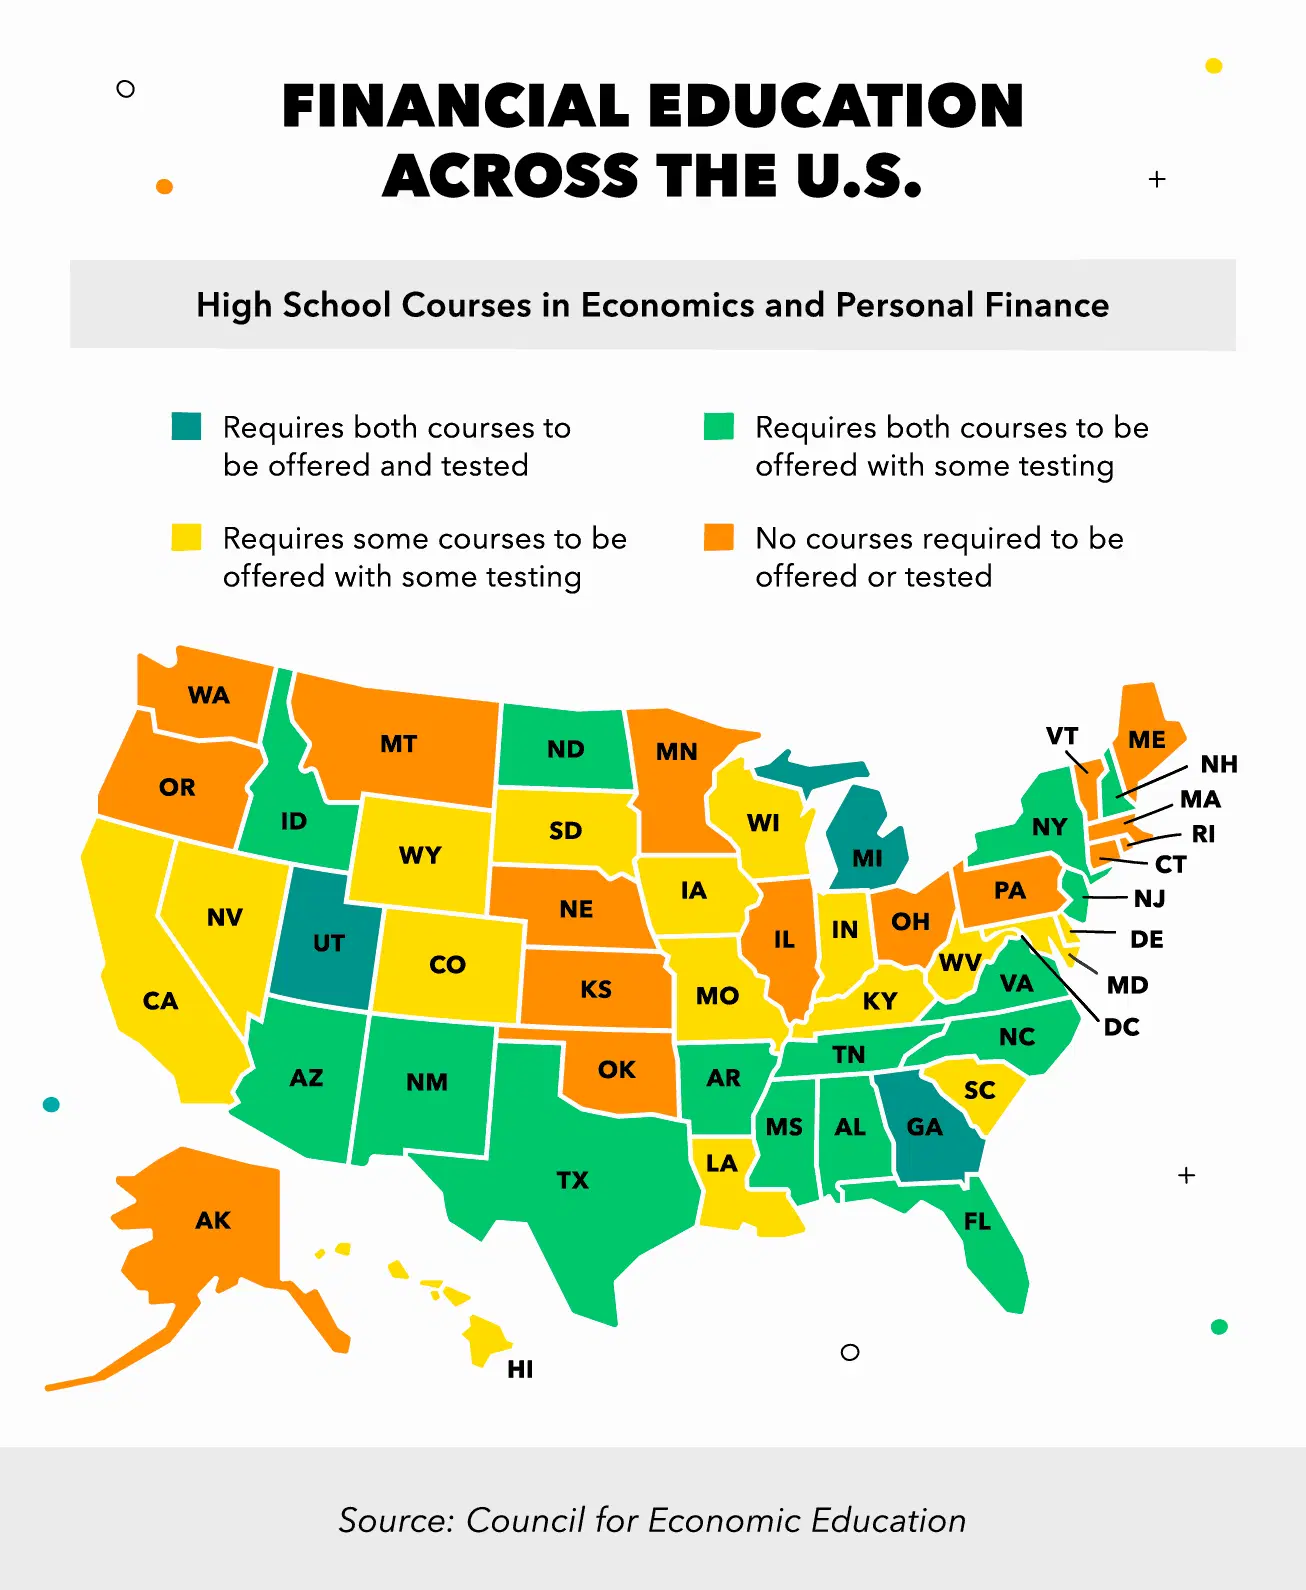 FINANCIAL EDUCATION
ACROSS THE U.S.
High School Courses in Economics and Personal Finance
Requires both courses to
be offered and tested
Requires both courses to be
offered with some testing
Requires some courses to be
offered with some testing
No courses required to be
offered or tested
WA
MT
ND
MN
VT
ME
NH
OR
ID
SD
WI
MA
NY
RI
WY
MI
CT
IA
PA
NJ
NE
NV
OH
IN
DE
UT
IL
CO
WV
VA
MD
KS
MO
KY
CA
DC
NC
TN
OK
AZ
NM
AR
SC
MS
AL
GA
LA
TX
AK
FL
HI
Source: Council for Economic Education